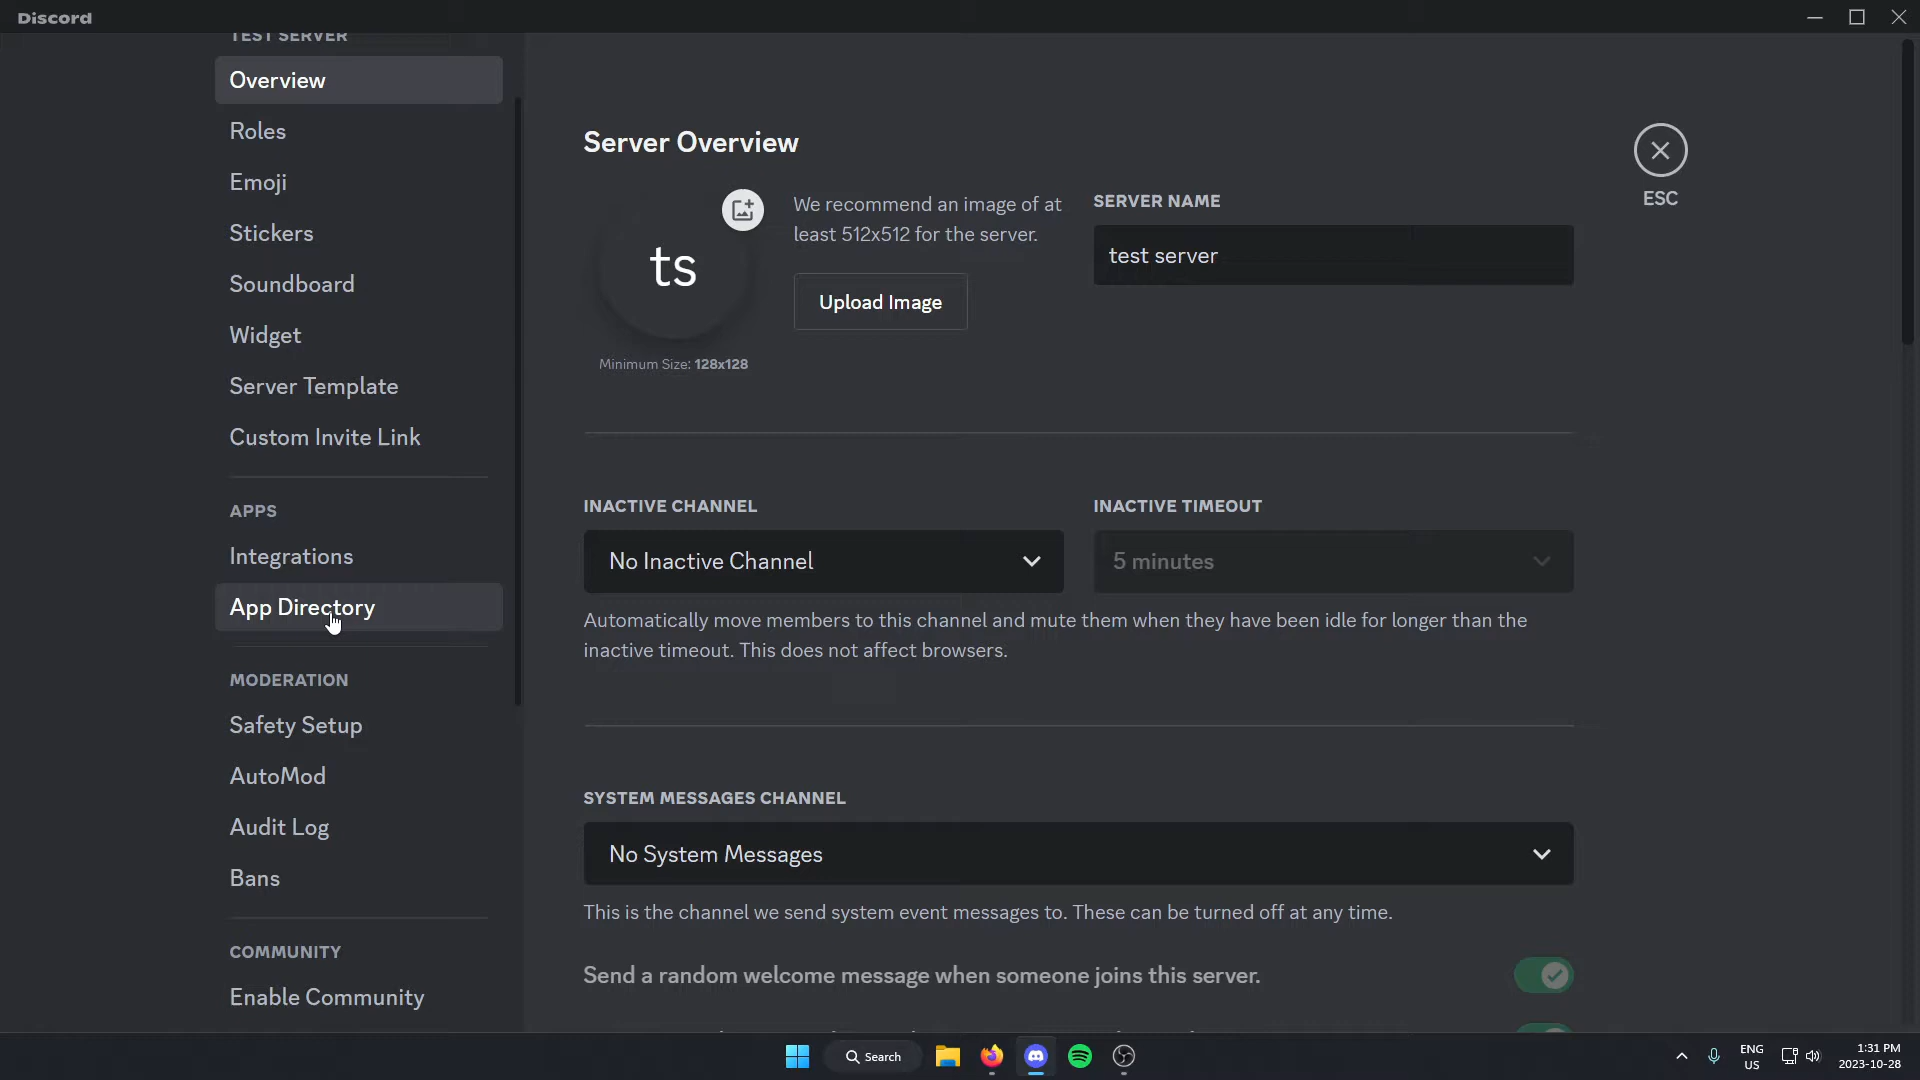 Discord
TEST SERVER
Overview
Roles
Emoji
Stickers
Soundboard
Widget
Server Template
Custom Invite Link
APPS
Integrations
App Directory
MODERATION
Safety Setup
AutoMod
Audit Log
Bans
COMMUNITY
Enable Community
Server Overview
ts
Minimum Size: 128x128
We recommend an image of at
least 512x512 for the server.
Upload Image
SERVER NAME
test server
ESC
INACTIVE CHANNEL
No Inactive Channel
INACTIVE TIMEOUT
5 minutes
Automatically move members to this channel and mute them when they have been idle for longer than the
inactive timeout. This does not affect browsers.
SYSTEM MESSAGES CHANNEL
No System Messages
This is the channel we send system event messages to. These can be turned off at any time.
Send a random welcome message when someone joins this server.
Search
ENG
US
1:31 PM
2023-10-28